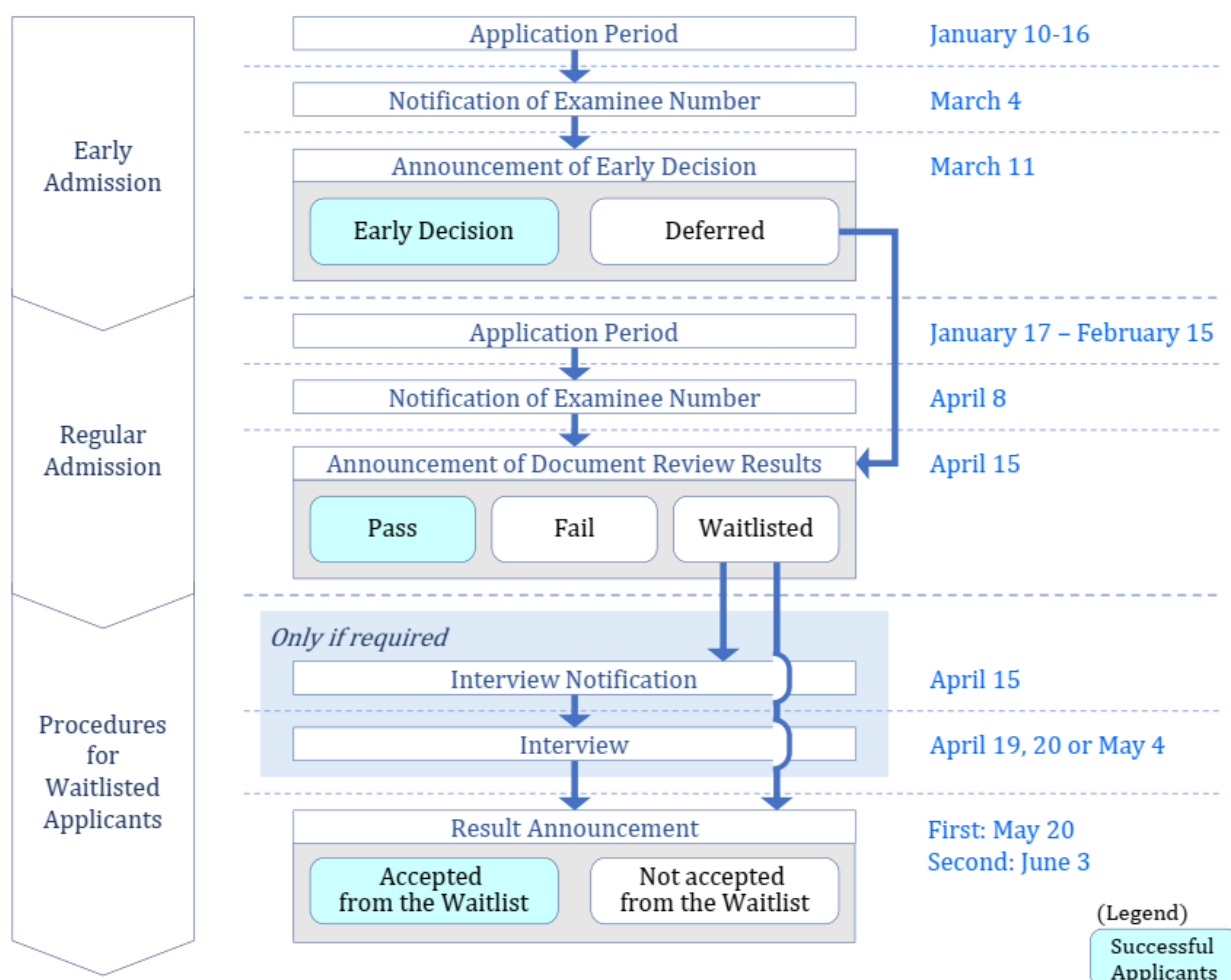 Early
Admission
Application Period
January 10-16
Notification of Examinee Number
March 4
Announcement of Early Decision
March 11
Early Decision
Deferred
Regular
Admission
Application Period
January 17 – February 15
Notification of Examinee Number
April 8
Announcement of Document Review Results
April 15
Pass
Fail
Waitlisted
Procedures
for
Waitlisted
Applicants
Only if required
Interview Notification
April 15
Interview
April 19, 20 or May 4
Result Announcement
First: May 20
Second: June 3
Accepted
from the Waitlist
Not accepted
from the Waitlist
(Legend)
Successful
Applicants